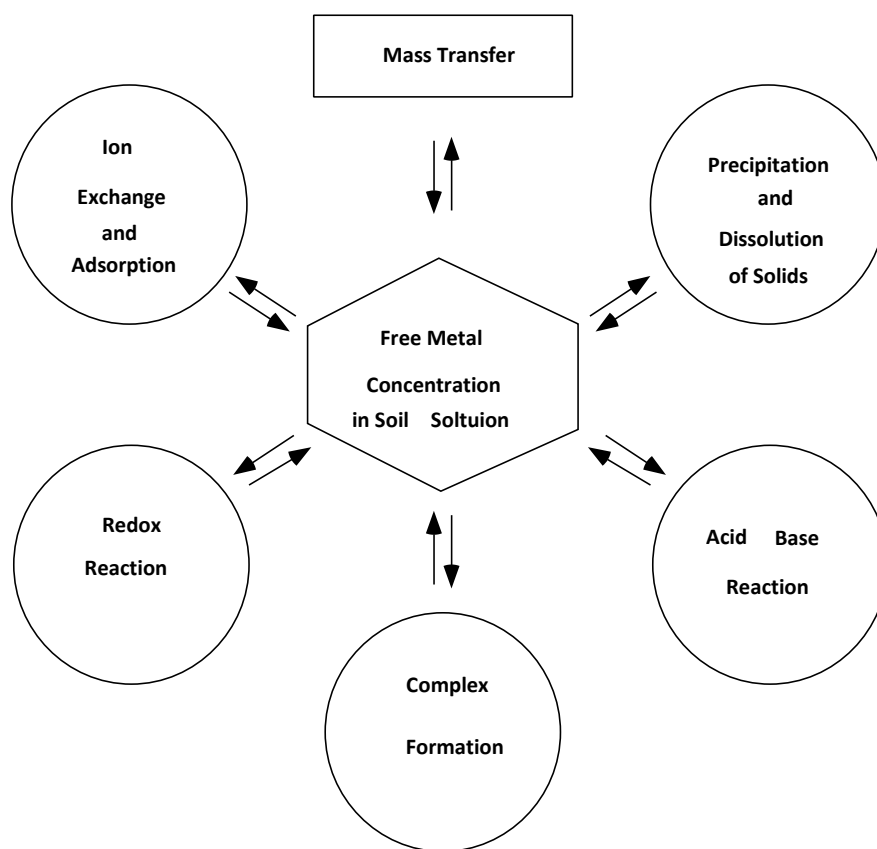 Mass Transfer
Ion
Exchange
and
Adsorption
Precipitation
and
Dissolution
of Solids
Free Metal
Concentration
in Soil Soltuion
Redox
Reaction
Acid Base
Reaction
Complex
Formation